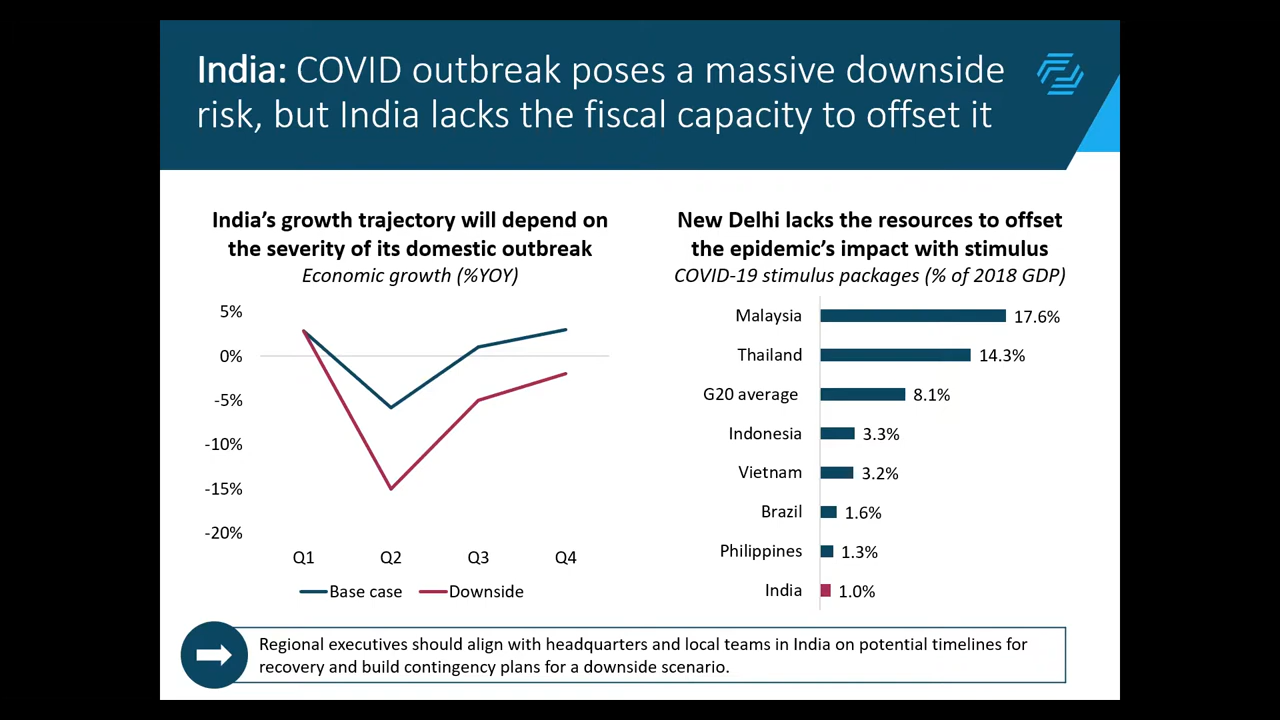 India: COVID outbreak poses a massive downside
risk, but India lacks the fiscal capacity to offset it
India's growth trajectory will depend on
the severity of its domestic outbreak
Economic growth (%YOY)
5%
0%
-5%
-10%
-15%
-20%
Q1 Q2 Q3 Q4
Base case Downside
New Delhi lacks the resources to offset
the epidemic's impact with stimulus
COVID-19 stimulus packages (% of 2018 GDP)
Malaysia 17.6%
Thailand 14.3%
G20 average 8.1%
Indonesia 3.3%
Vietnam 3.2%
Brazil 1.6%
Philippines 1.3%
India 1.0%
Regional executives should align with headquarters and local teams in India on potential timelines for
recovery and build contingency plans for a downside scenario.